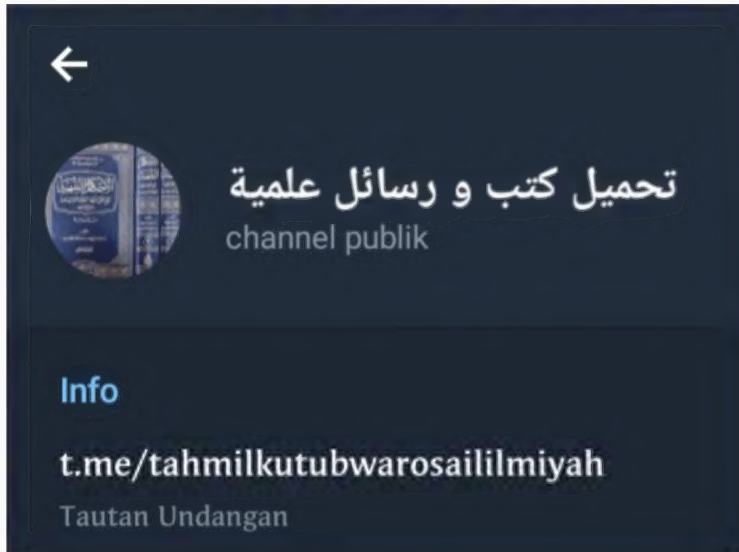 تحميل كتب و رسائل علمية
channel publik
Info
t.me/tahmilkutubwarosaililmiyah
Tautan Undangan